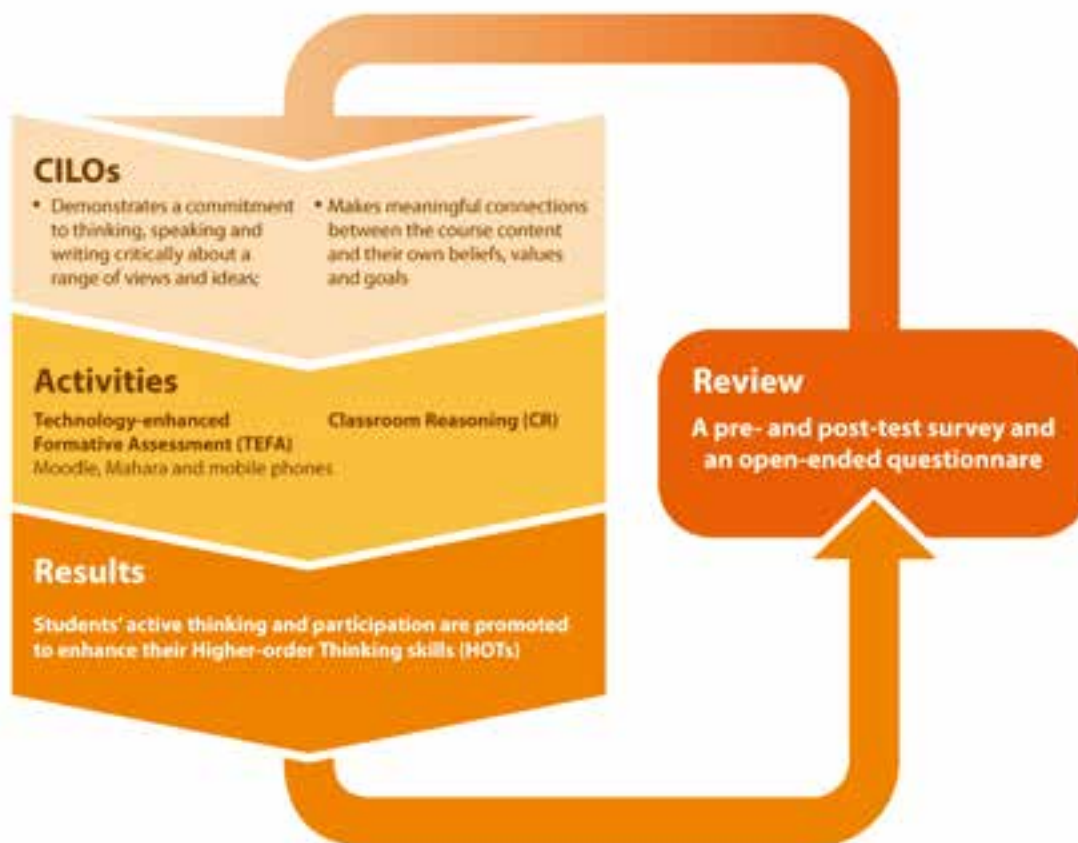 CILOs
• Demonstrates a commitment
to thinking, speaking and
writing critically about a
range of views and ideas;
• Makes meaningful connections
between the course content
and their own beliefs, values
and goals
Activities
Technology-enhanced
Formative Assessment (TEFA)
Moodle, Mahara and mobile phones
Classroom Reasoning (CR)
Results
Students' active thinking and participation are promoted
to enhance their Higher-order Thinking skills (HOTs)
Review
A pre- and post-test survey and
an open-ended questionnare